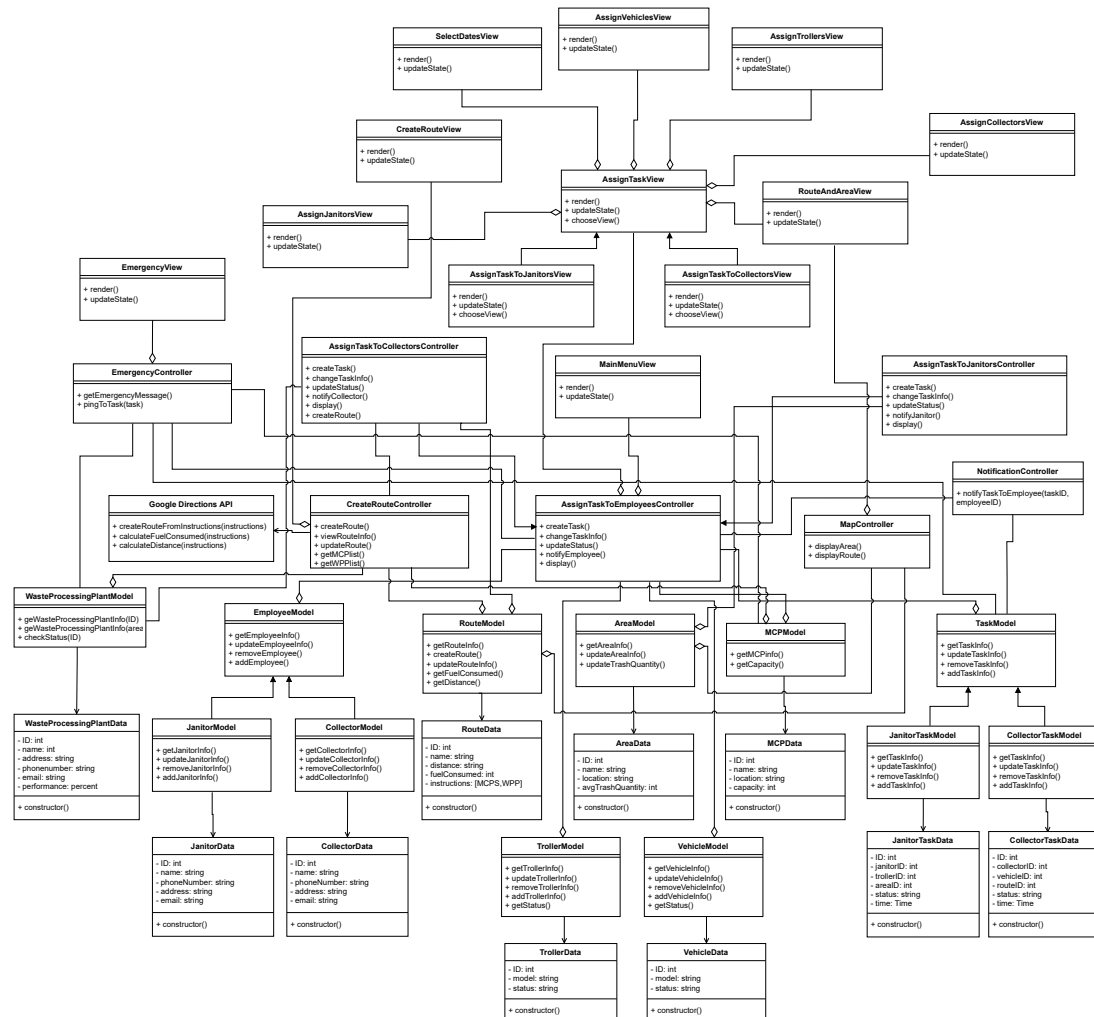 AssignVehiclesView
+ render()
+ updateState()
SelectDatesView
+ render()
+ updateState()
AssignTrollersView
+ render()
+ updateState()
CreateRouteView
+ render()
+ updateState()
AssignCollectorsView
+ render()
+ updateState()
AssignTaskView
+ render()
+ updateState()
+ chooseView()
RouteAndAreaView
+ render()
+ updateState()
AssignJanitorsView
+ render()
+ updateState()
EmergencyView
+ render()
+ updateState()
AssignTaskToJanitorsView
+ render()
+ updateState()
+ chooseView()
AssignTaskToCollectorsView
+ render()
+ updateState()
+ chooseView()
AssignTaskToCollectorsController
+ createTask()
+ changeTaskInfo()
+ updateStatus()
+ notifyCollector()
+ display()
+ createRoute()
MainMenuView
+ render()
+ updateState()
AssignTaskToJanitorsController
+ createTask()
+ changeTaskInfo()
+ updateStatus()
+ notifyJanitor()
+ display()
EmergencyController
+ getEmergencyMessage()
+ pingToTask(task)
NotificationController
+ notifyTaskToEmployee(taskID,
employeeID)
Google Directions API
+ createRouteFromInstructions(instructions)
+ calculateFuelConsumed(instructions)
+ calculateDistance(instructions)
CreateRouteController
+ createRoute()
+ viewRouteInfo()
+ updateRoute()
+ getMCPlist()
+ getWPPlist()
AssignTaskToEmployeesController
+ createTask()
+ changeTaskInfo()
+ updateStatus()
+ notifyEmployee()
+ display()
MapController
+ displayArea()
+ displayRoute()
WasteProcessingPlantModel
+ geWasteProcessingPlantInfo(ID)
+ geWasteProcessingPlantInfo(area
+ checkStatus(ID)
EmployeeModel
+ getEmployeeInfo()
+ updateEmployeeInfo()
+ removeEmployee()
+ addEmployee()
RouteModel
+ getRouteInfo()
+ createRoute()
+ updateRouteInfo()
+ getFuelConsumed()
+ getDistance()
AreaModel
+ getAreaInfo()
+ updateAreaInfo()
+ updateTrashQuantity()
MCPModel
+ getMCPinfo()
+ getCapacity()
TaskModel
+ getTaskInfo()
+ updateTaskInfo()
+ removeTaskInfo()
+ addTaskInfo()
WasteProcessingPlantData
- ID: int
- name: int
- address: string
- phonenumber: string
- email: string
- performance: percent
+ constructor()
JanitorModel
+ getJanitorInfo()
+ updateJanitorInfo()
+ removeJanitorInfo()
+ addJanitorInfo()
CollectorModel
+ getCollectorInfo()
+ updateCollectorInfo()
+ removeCollectorInfo()
+ addCollectorInfo()
RouteData
- ID: int
- name: string
- distance: string
- fuelConsumed: int
- instructions: [MCPS,WPP]
+ constructor()
AreaData
- ID: int
- name: string
- location: string
- avgTrashQuantity: int
+ constructor()
MCPData
- ID: int
- name: string
- location: string
- capacity: int
+ constructor()
JanitorTaskModel
+ getTaskInfo()
+ updateTaskInfo()
+ removeTaskInfo()
+ addTaskInfo()
CollectorTaskModel
+ getTaskInfo()
+ updateTaskInfo()
+ removeTaskInfo()
+ addTaskInfo()
JanitorData
- ID: int
- name: string
- phoneNumber: string
- address: string
- email: string
+ constructor()
CollectorData
- ID: int
- name: string
- phoneNumber: string
- address: string
- email: string
+ constructor()
TrollerModel
+ getTrollerInfo()
+ updateTrollerInfo()
+ removeTrollerInfo()
+ addTrollerInfo()
+ getStatus()
VehicleModel
+ getVehicleInfo()
+ updateVehicleInfo()
+ removeVehicleInfo()
+ addVehicleInfo()
+ getStatus()
JanitorTaskData
- ID: int
- janitorID: int
- trollerID: int
- areaID: int
- status: string
- time: Time
+ constructor()
CollectorTaskData
- ID: int
- collectorID: int
- vehicleID: int
- routeID: int
- status: string
- time: Time
+ constructor()
TrollerData
- ID: int
- model: string
- status: string
+ constructor()
VehicleData
- ID: int
- model: string
- status: string
+ constructor()